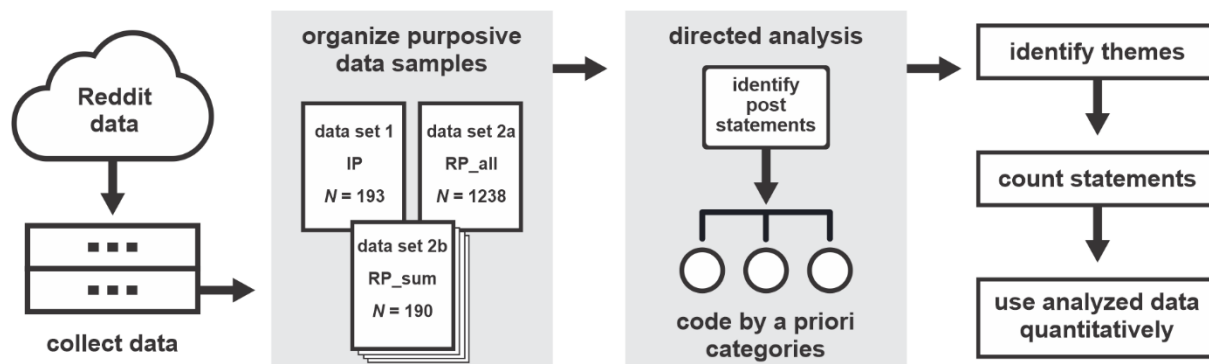 Reddit
data
collect data
organize purposive
data samples
data set 1
IP
N = 193
data set 2a
RP_all
N = 1238
data set 2b
RP_sum
N = 190
directed analysis
identify
post
statements
code by a priori
categories
identify themes
count statements
use analyzed data
quantitatively